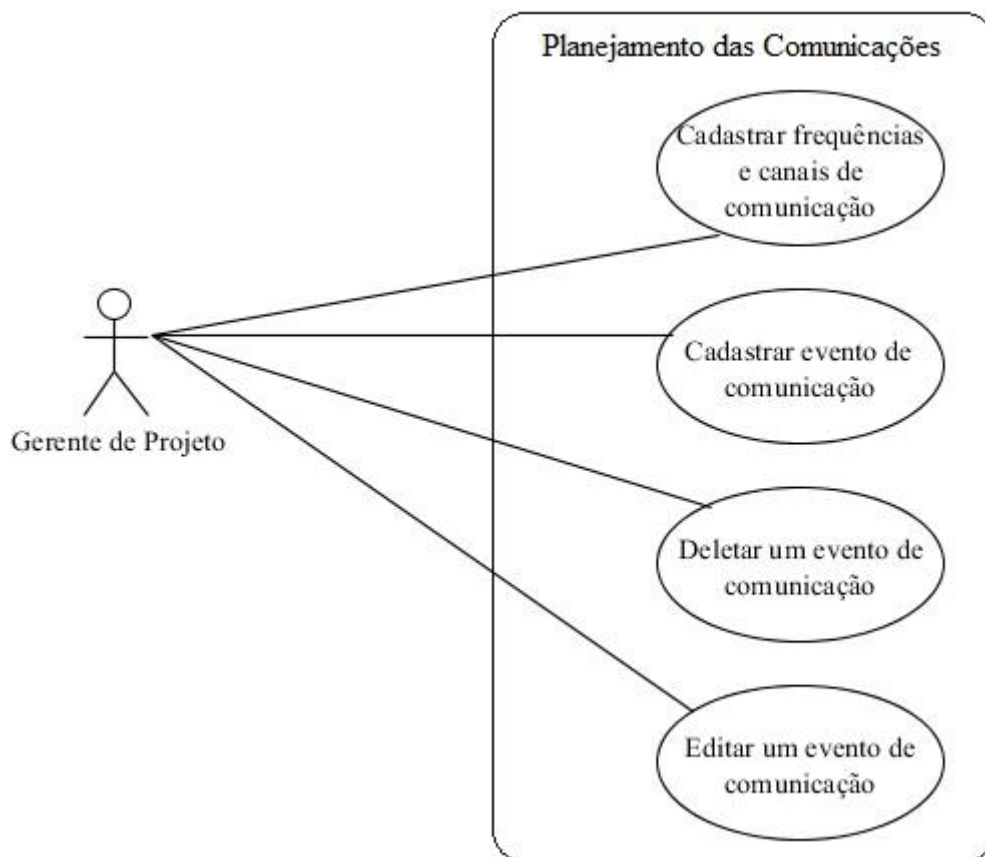 Planejamento das Comunicações
Cadastrar frequências
e canais de
comunicação
Cadastrar evento de
comunicação
Gerente de Projeto
Deletar um evento de
comunicação
Editar um evento de
comunicação